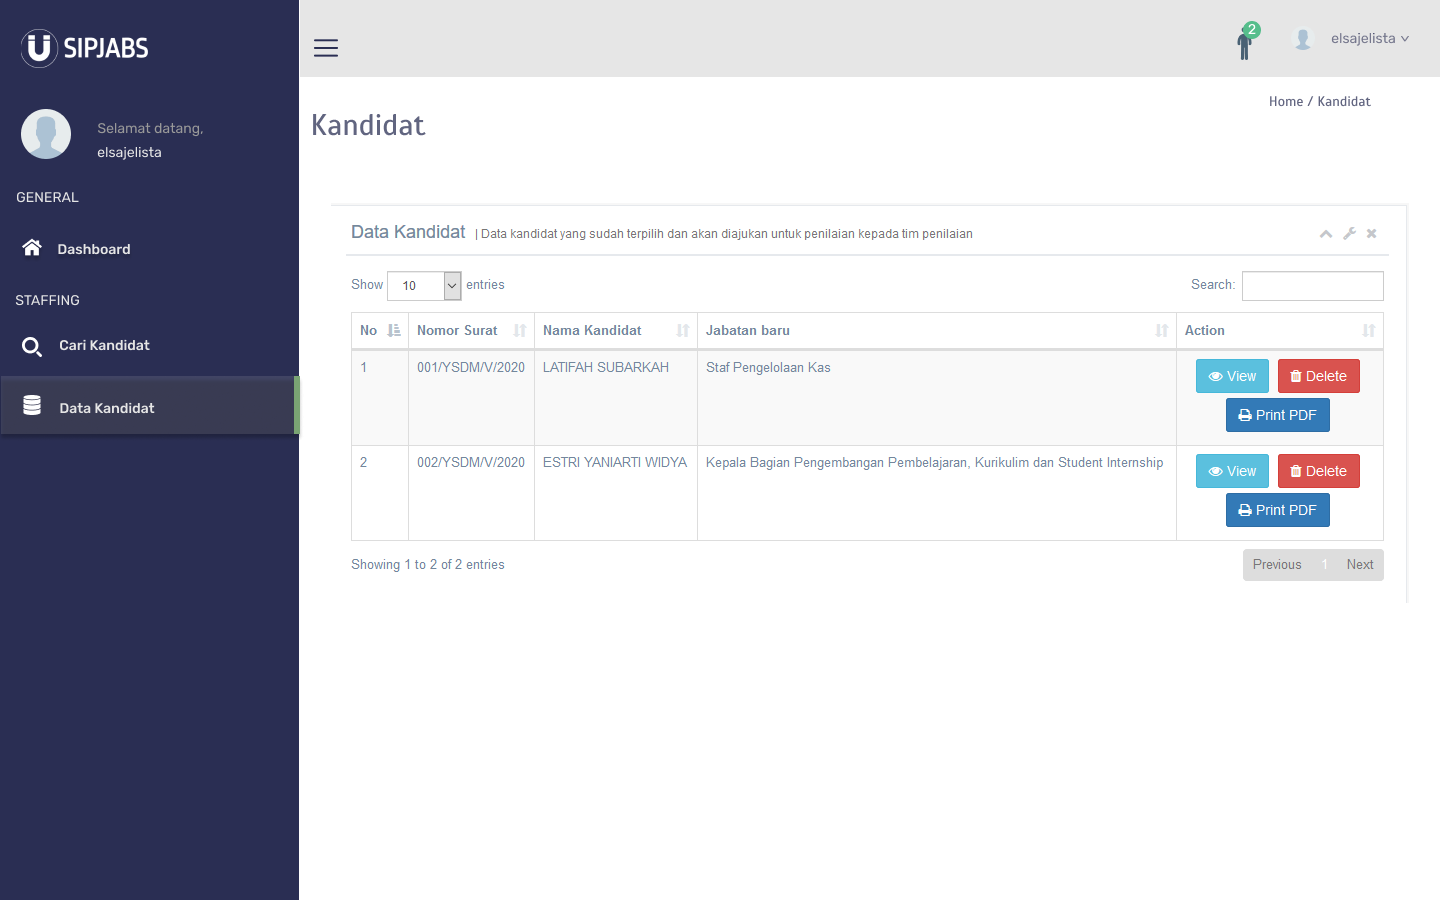 SIPJABS
2
elsajelista
Selamat datang,
elsajelista
GENERAL
Dashboard
STAFFING
Cari Kandidat
Data Kandidat
Home / Kandidat
Kandidat
Data Kandidat | Data kandidat yang sudah terpilih dan akan diajukan untuk penilaian kepada tim penilaian
Show 10 entries
Search:
No Nomor Surat Nama Kandidat Jabatan baru Action
1 001/YSDM/V/2020 LATIFAH SUBARKAH Staf Pengelolaan Kas View Delete
Print PDF
2 002/YSDM/V/2020 ESTRI YANIARTI WIDYA Kepala Bagian Pengembangan Pembelajaran, Kurikulim dan Student Internship View Delete
Print PDF
Showing 1 to 2 of 2 entries
Previous 1 Next